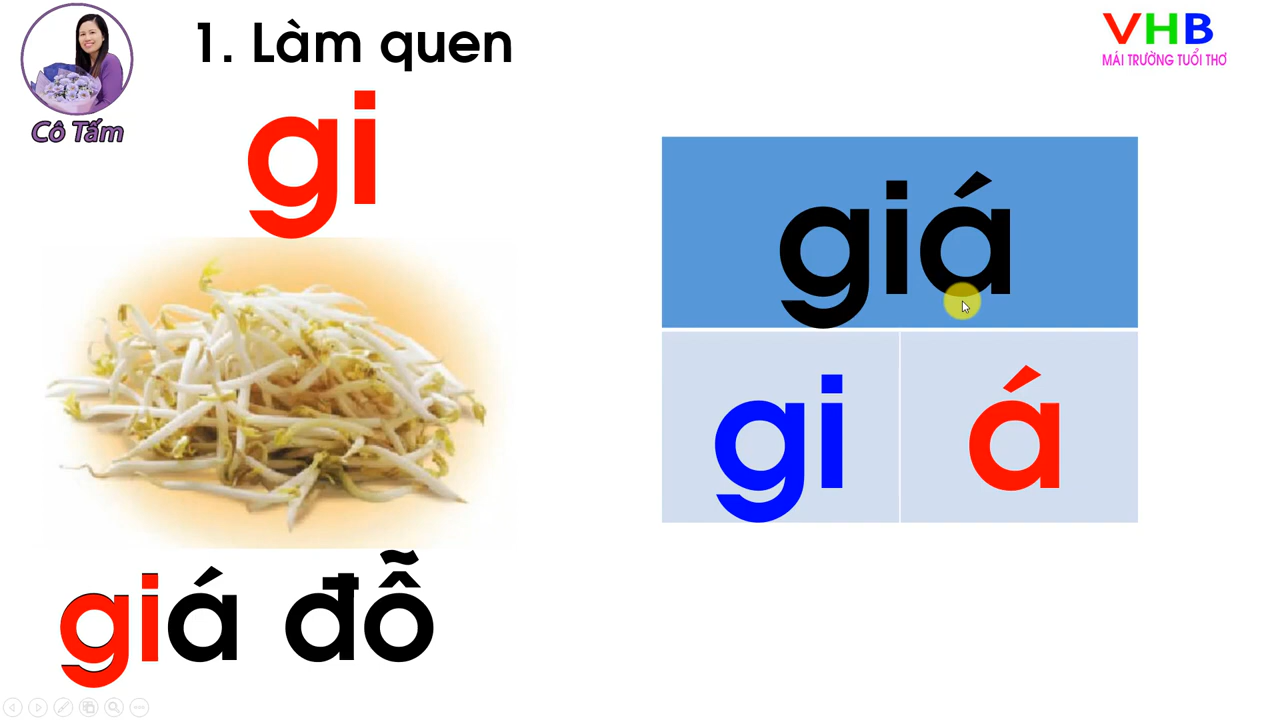 Cô Tấm
1. Làm quen
VHB
MÁI TRƯỜNG TUỔI THƠ
gi
giá đỗ
giá
gi á